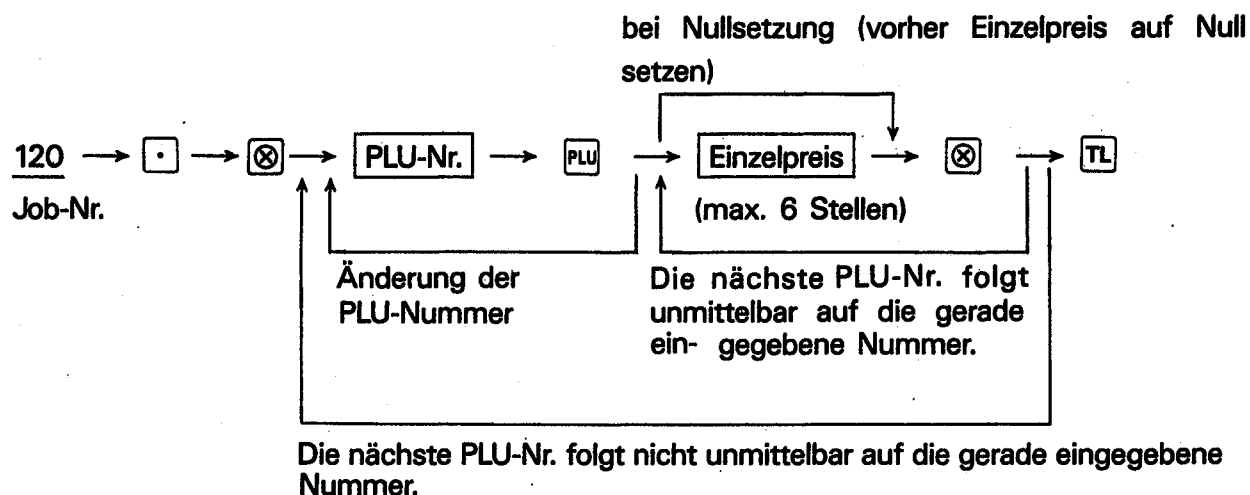 bei Nullsetzung (vorher Einzelpreis auf Null
setzen)
120 → · → ⊗ → PLU-Nr. → PLU → Einzelpreis → ⊗ → TL
Job-Nr.
(max. 6 Stellen)
Änderung der
PLU-Nummer
Die nächste PLU-Nr. folgt
unmittelbar auf die gerade
ein- gegebene Nummer.
Die nächste PLU-Nr. folgt nicht unmittelbar auf die gerade eingegebene
Nummer.